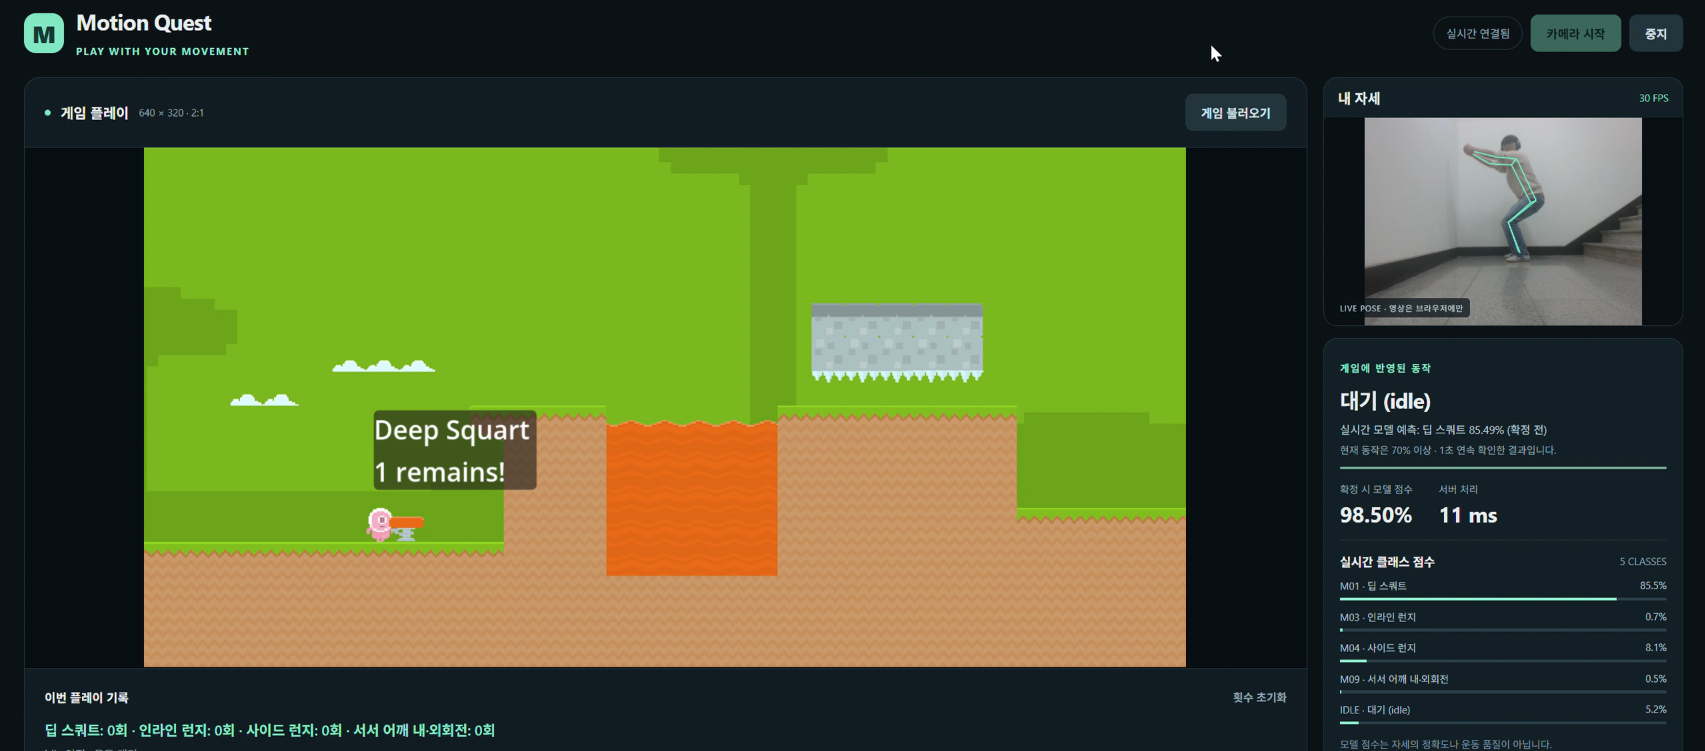 M
Motion Quest
PLAY WITH YOUR MOVEMENT
실시간 연결됨
카메라 시작
중지
게임 플레이 640 × 320 · 2:1
게임 불러오기
Deep Squart
1 remains!
이번 플레이 기록
횟수 초기화
딥 스쿼트: 0회 · 인라인 런지: 0회 · 사이드 런지: 0회 · 서서 어깨 내·외회전: 0회
내 자세
30 FPS
LIVE POSE · 영상은 브라우저에만
게임에 반영된 동작
대기 (idle)
실시간 모델 예측: 딥 스쿼트 85.49% (확정 전)
현재 동작은 70% 이상 · 1초 연속 확인한 결과입니다.
확정 시 모델 점수 서버 처리
98.50% 11 ms
실시간 클래스 점수 5 CLASSES
M01 · 딥 스쿼트 85.5%
M03 · 인라인 런지 0.7%
M04 · 사이드 런지 8.1%
M09 · 서서 어깨 내·외회전 0.5%
IDLE · 대기 (idle) 5.2%
모델 점수는 자세의 정확도나 운동 품질이 아닙니다.